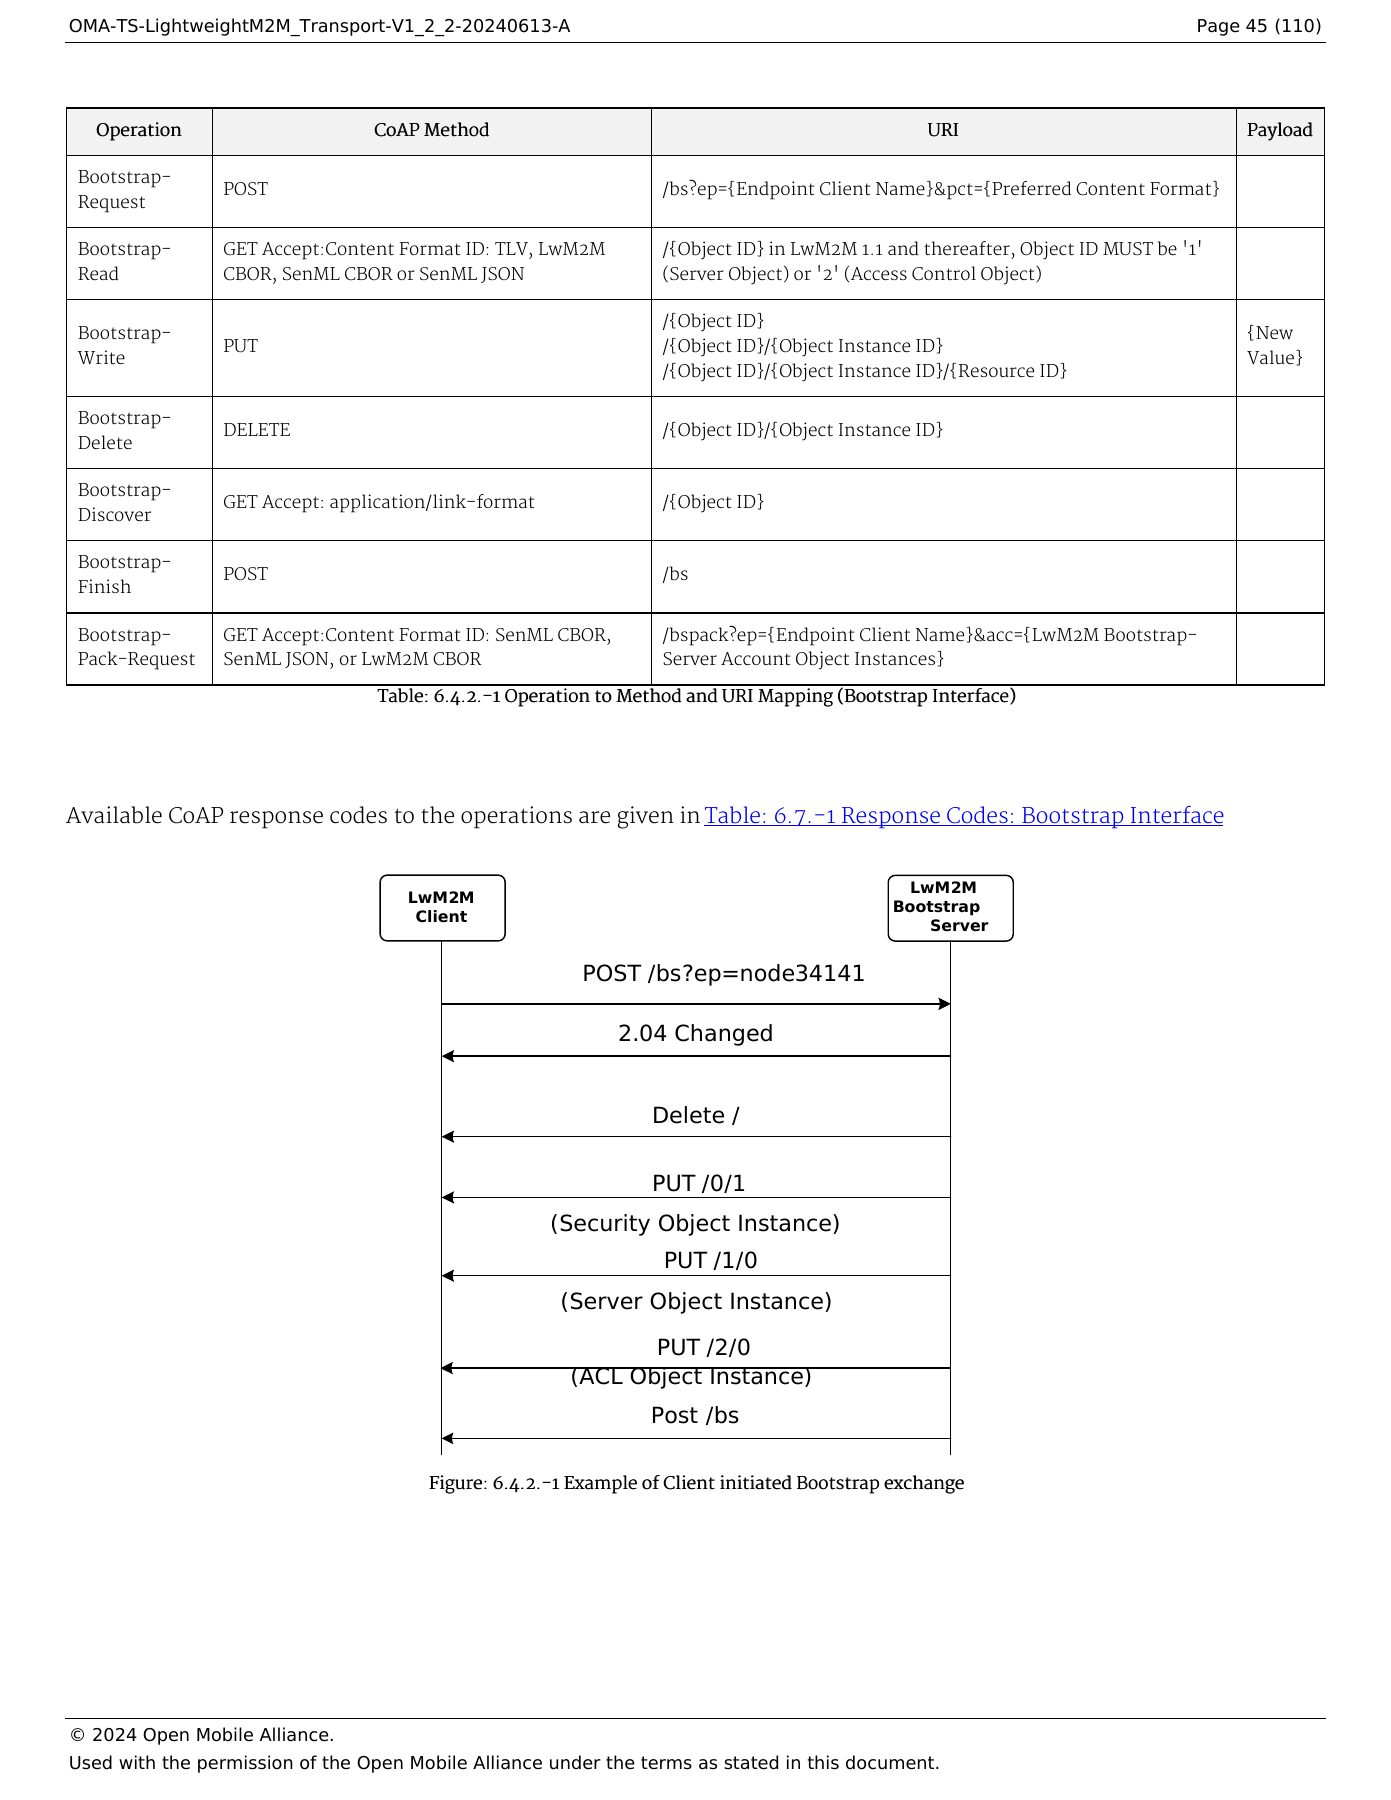 OMA-TS-LightweightM2M_Transport-V1_2_2-20240613-A
Page 45 (110)
Operation
CoAP Method
URI
Payload
Bootstrap-
Request
POST
/bs?ep={Endpoint Client Name}&pct={Preferred Content Format}
Bootstrap-
Read
GET Accept:Content Format ID: TLV, LwM2M
CBOR, SenML CBOR or SenML JSON
/{Object ID} in LwM2M 1.1 and thereafter, Object ID MUST be '1'
(Server Object) or '2' (Access Control Object)
Bootstrap-
Write
PUT
/{Object ID}
/{Object ID}/{Object Instance ID}
/{Object ID}/{Object Instance ID}/{Resource ID}
{New
Value}
Bootstrap-
Delete
DELETE
/{Object ID}/{Object Instance ID}
Bootstrap-
Discover
GET Accept: application/link-format
/{Object ID}
Bootstrap-
Finish
POST
/bs
Bootstrap-
Pack-Request
GET Accept:Content Format ID: SenML CBOR,
SenML JSON, or LwM2M CBOR
/bspack?ep={Endpoint Client Name}&acc={LwM2M Bootstrap-
Server Account Object Instances}
Table: 6.4.2.-1 Operation to Method and URI Mapping (Bootstrap Interface)
Available CoAP response codes to the operations are given in Table: 6.7.-1 Response Codes: Bootstrap Interface
LwM2M
Client
LwM2M
Bootstrap
Server
POST /bs?ep=node34141
2.04 Changed
Delete /
PUT /0/1
(Security Object Instance)
PUT /1/0
(Server Object Instance)
PUT /2/0
(ACL Object Instance)
Post /bs
Figure: 6.4.2.-1 Example of Client initiated Bootstrap exchange
© 2024 Open Mobile Alliance.
Used with the permission of the Open Mobile Alliance under the terms as stated in this document.